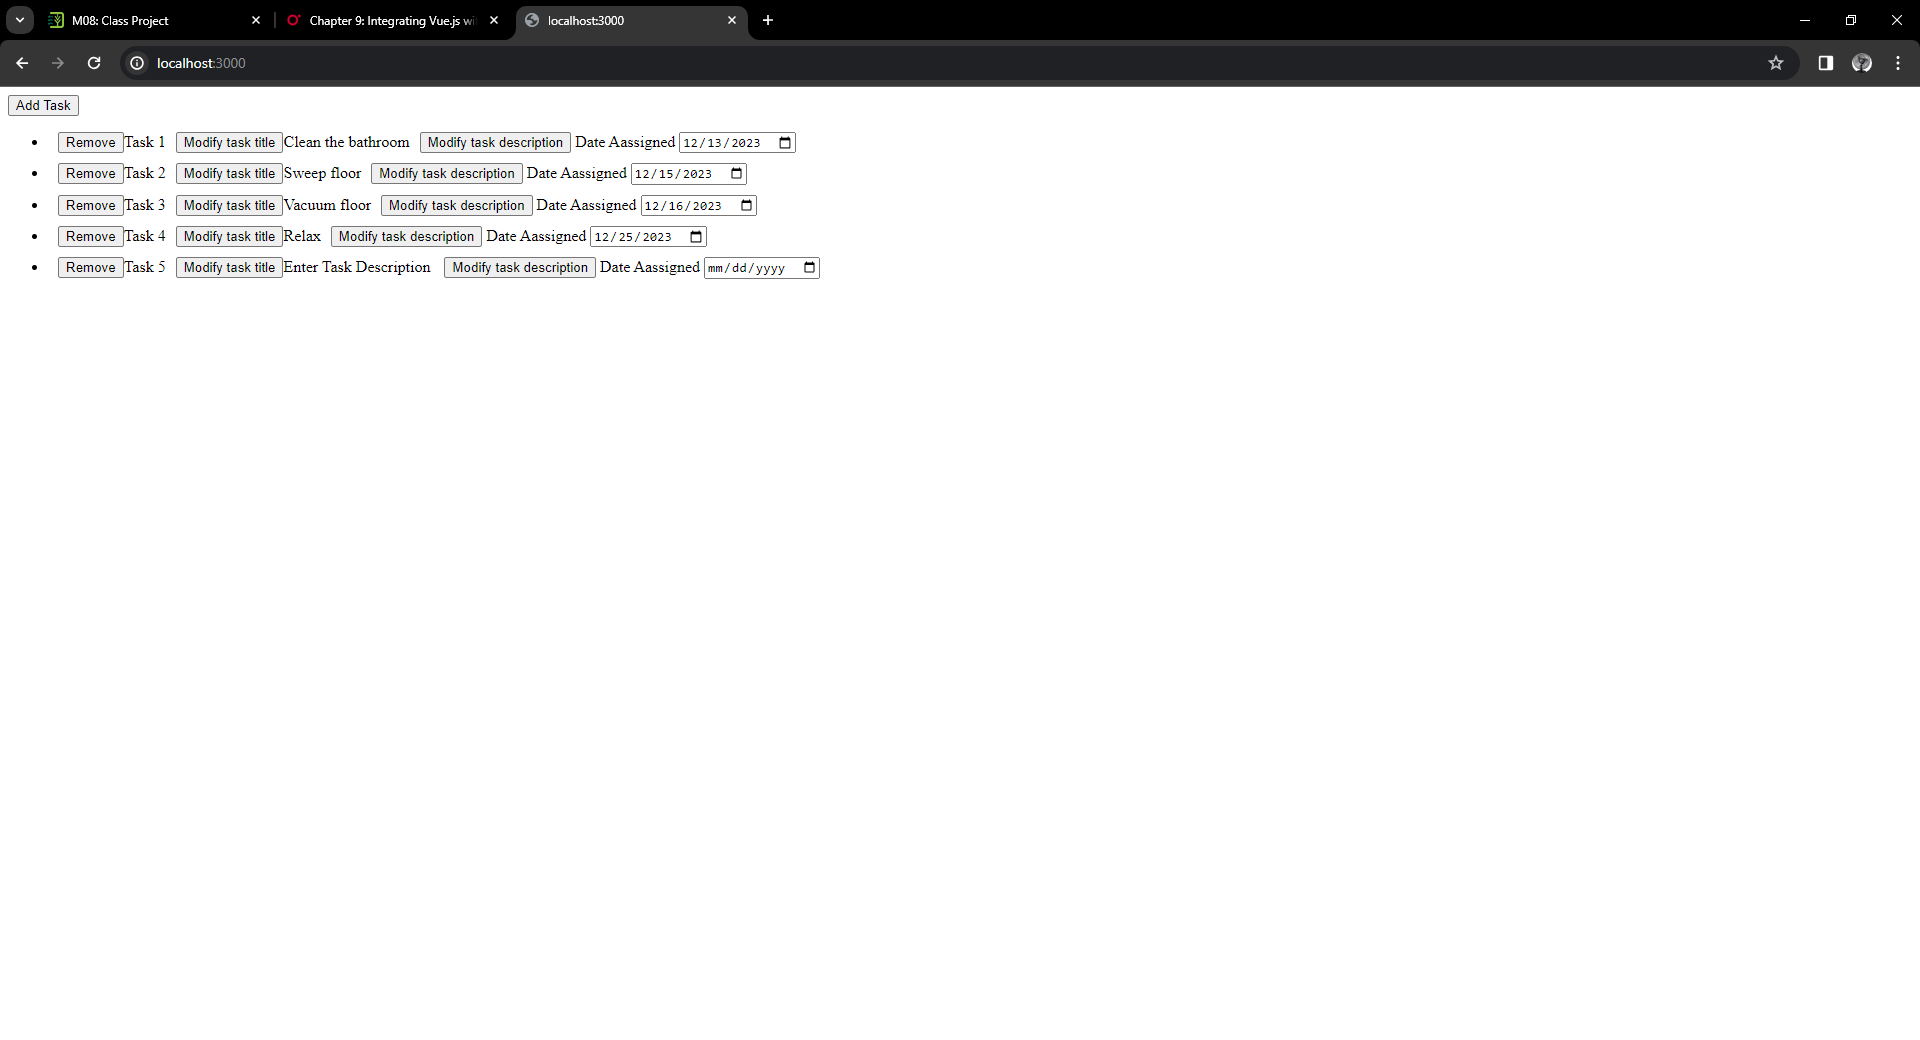 M08: Class Project
Chapter 9: Integrating Vue.js wi
localhost:3000
localhost:3000
Add Task
Remove Task 1 Modify task title Clean the bathroom Modify task description Date Aassigned 12/13/2023
Remove Task 2 Modify task title Sweep floor Modify task description Date Aassigned 12/15/2023
Remove Task 3 Modify task title Vacuum floor Modify task description Date Aassigned 12/16/2023
Remove Task 4 Modify task title Relax Modify task description Date Aassigned 12/25/2023
Remove Task 5 Modify task title Enter Task Description Modify task description Date Aassigned mm/dd/yyyy